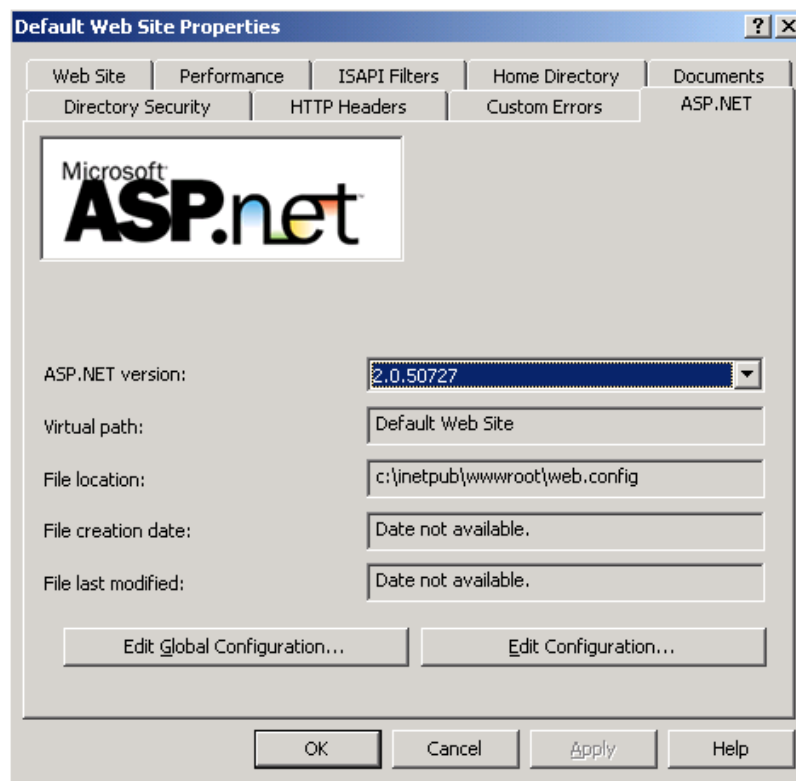 Default Web Site Properties
Web Site Performance ISAPI Filters Home Directory Documents
Directory Security HTTP Headers Custom Errors ASP.NET
Microsoft
ASP.net
ASP.NET version: 2.0.50727
Virtual path: Default Web Site
File location: c:\inetpub\wwwroot\web.config
File creation date: Date not available.
File last modified: Date not available.
Edit Global Configuration... Edit Configuration...
OK Cancel Apply Help